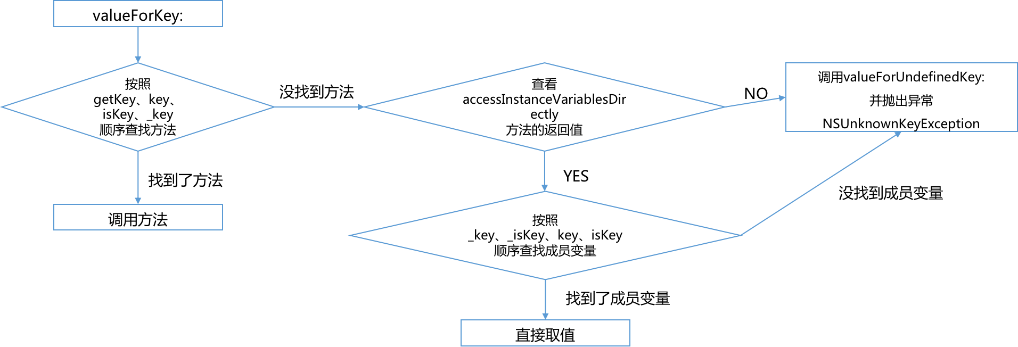 valueForKey:
按照
getKey、key、
isKey、_key
顺序查找方法
没找到方法
找到了方法
调用方法
查看
accessInstanceVariablesDir
ectly
方法的返回值
NO
YES
调用valueForUndefinedKey:
并抛出异常
NSUnknownKeyException
按照
_key、_isKey、key、isKey
顺序查找成员变量
没找到成员变量
找到了成员变量
直接取值